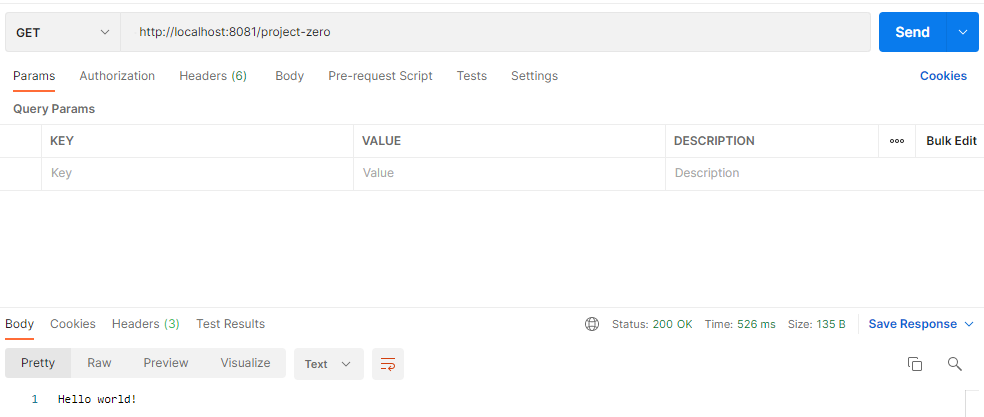 GET http://localhost:8081/project-zero Send
Params Authorization Headers (6) Body Pre-request Script Tests Settings Cookies
Query Params
KEY VALUE DESCRIPTION ooo Bulk Edit
Key Value Description
Body Cookies Headers (3) Test Results Status: 200 OK Time: 526 ms Size: 135 B Save Response
Pretty Raw Preview Visualize Text
1 Hello world!